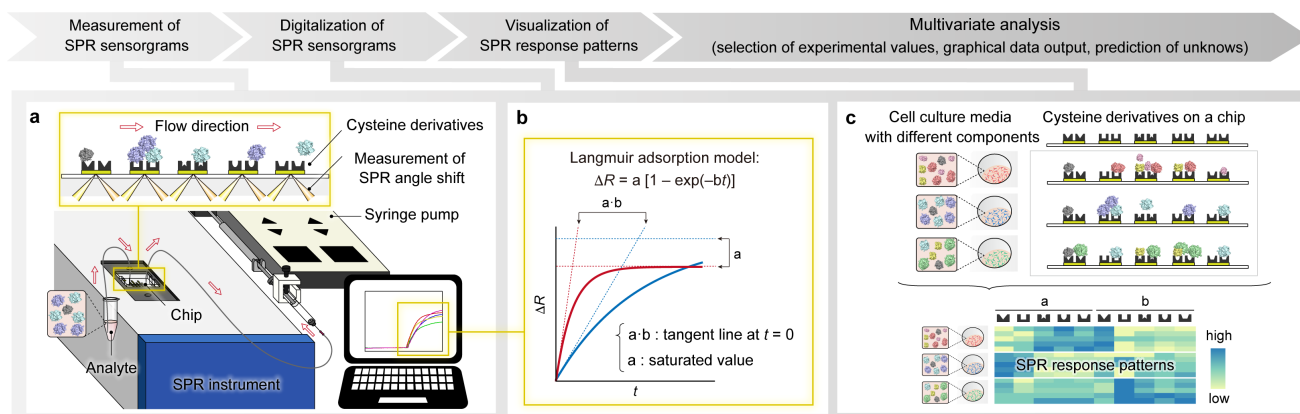 Measurement of
SPR sensorgrams
Digitalization of
SPR sensorgrams
Visualization of
SPR response patterns
Multivariate analysis
(selection of experimental values, graphical data output, prediction of unknows)
a
Flow direction
Cysteine derivatives
Measurement of
SPR angle shift
Syringe pump
Chip
Analyte
SPR instrument
b
Langmuir adsorption model:
ΔR = a [1 − exp(−bt)]
a·b
a
ΔR
t
a·b : tangent line at t = 0
a : saturated value
c
Cell culture media
with different components
Cysteine derivatives on a chip
a
b
SPR response patterns
high
low